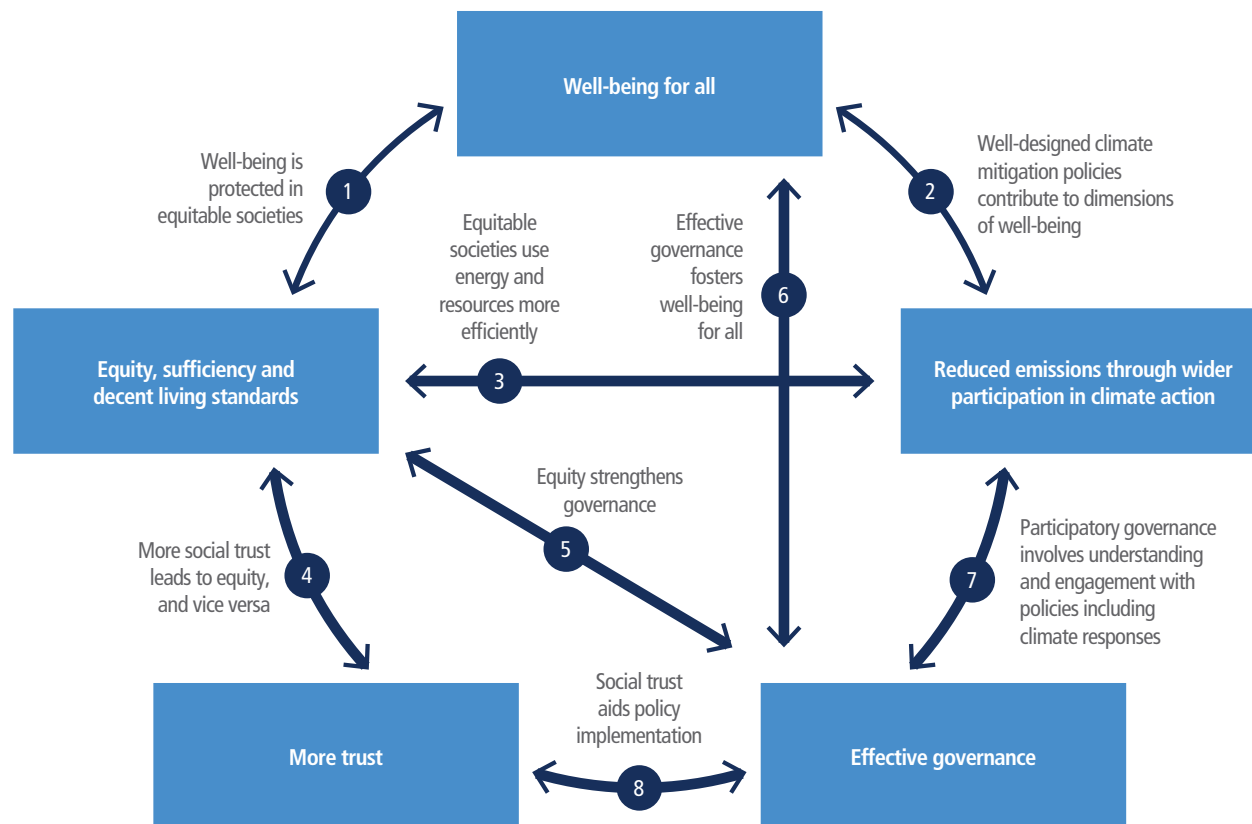 Well-being for all
Well-being is
protected in
equitable societies
1
2
Well-designed climate
mitigation policies
contribute to dimensions
of well-being
Equitable
societies use
energy and
resources more
efficiently
Effective
governance
fosters
well-being
for all
6
Equity, sufficiency and
decent living standards
3
Reduced emissions through wider
participation in climate action
Equity strengthens
governance
5
More social trust
leads to equity,
and vice versa
4
7
Participatory governance
involves understanding
and engagement with
policies including
climate responses
More trust
Social trust
aids policy
implementation
8
Effective governance